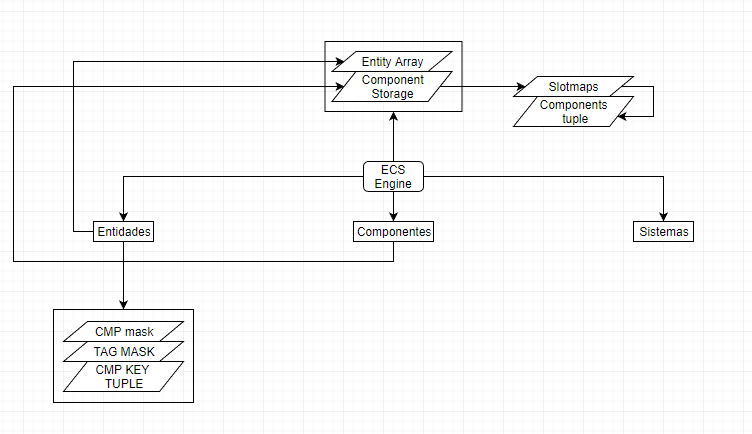 Entity Array
Component
Storage
Slotmaps
Components
tuple
ECS
Engine
Entidades
Componentes
Sistemas
CMP mask
TAG MASK
CMP KEY
TUPLE